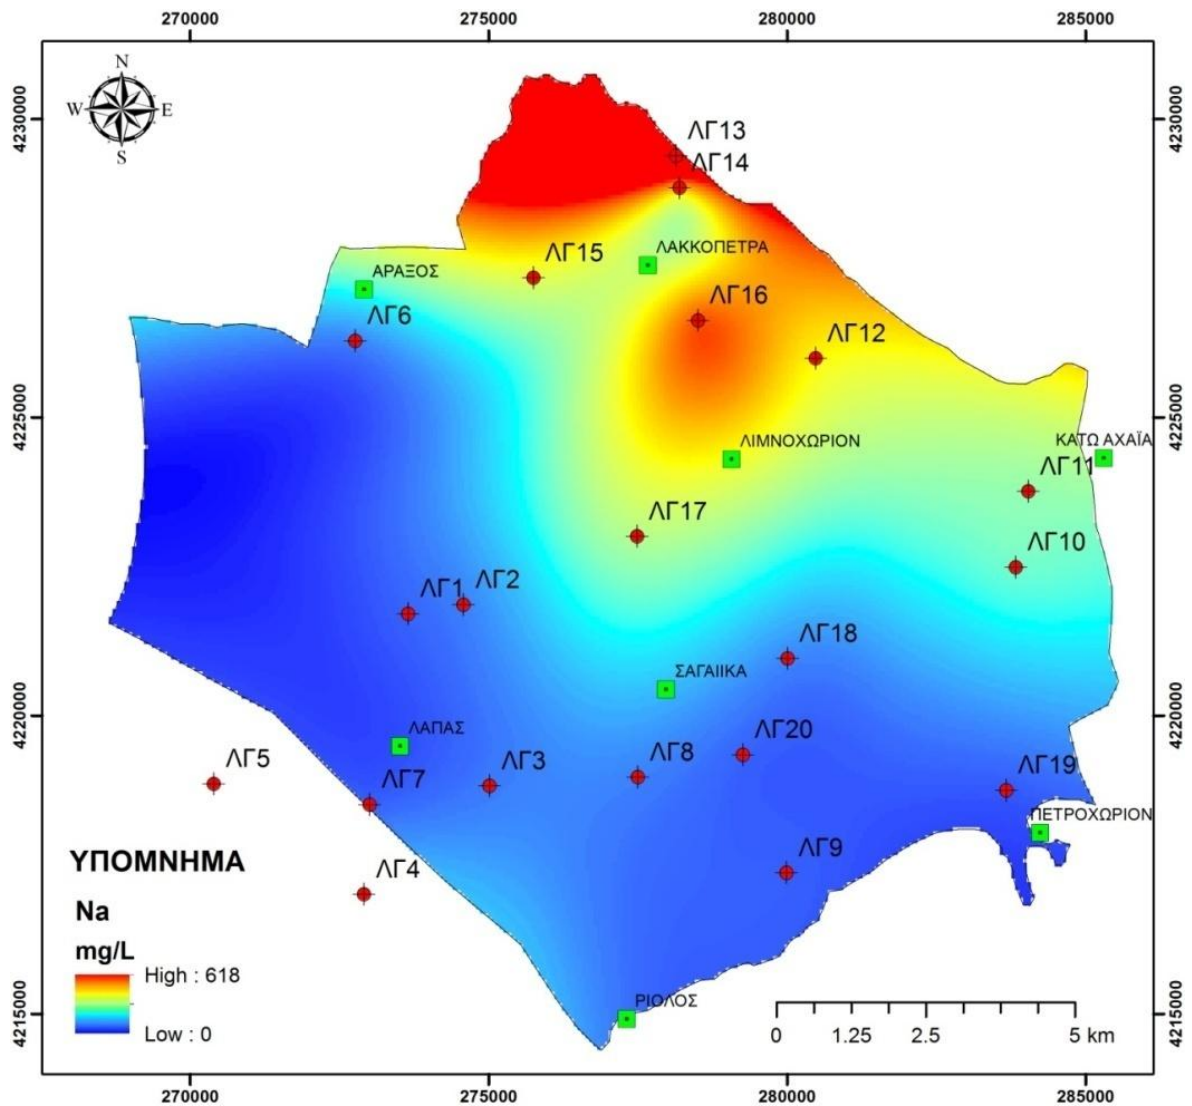 270000 275000 280000 285000
N
W E
S
4230000 4230000
ΛΓ13
ΛΓ14
ΛΓ15
ΛΑΚΚΟΠΕΤΡΑ
ΑΡΑΞΟΣ
ΛΓ6
ΛΓ16
ΛΓ12
4225000 4225000
ΛΙΜΝΟΧΩΡΙΟΝ
ΚΑΤΩ ΑΧΑΪΑ
ΛΓ11
ΛΓ17
ΛΓ10
ΛΓ1
ΛΓ2
ΛΓ18
ΣΑΓΑΙΙΚΑ
4220000 4220000
ΛΑΠΑΣ
ΛΓ20
ΛΓ5
ΛΓ3
ΛΓ8
ΛΓ19
ΛΓ7
ΠΕΤΡΟΧΩΡΙΟΝ
ΛΓ9
ΛΓ4
ΥΠΟΜΝΗΜΑ
Na
mg/L
High : 618
Low : 0
ΡΙΟΛΟΣ
4215000 4215000
0 1.25 2.5 5 km
270000 275000 280000 285000